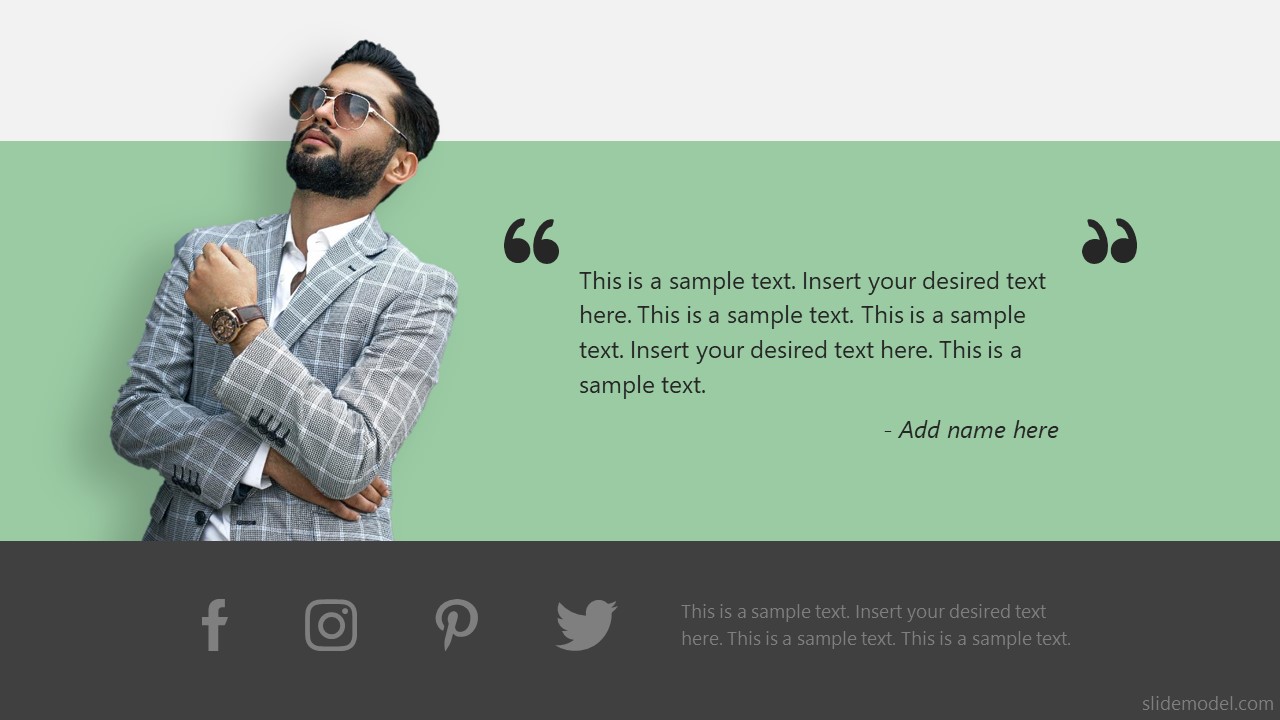 “ ”
This is a sample text. Insert your desired text
here. This is a sample text. This is a sample
text. Insert your desired text here. This is a
sample text.
- Add name here
This is a sample text. Insert your desired text
here. This is a sample text. This is a sample text.
slidemodel.com